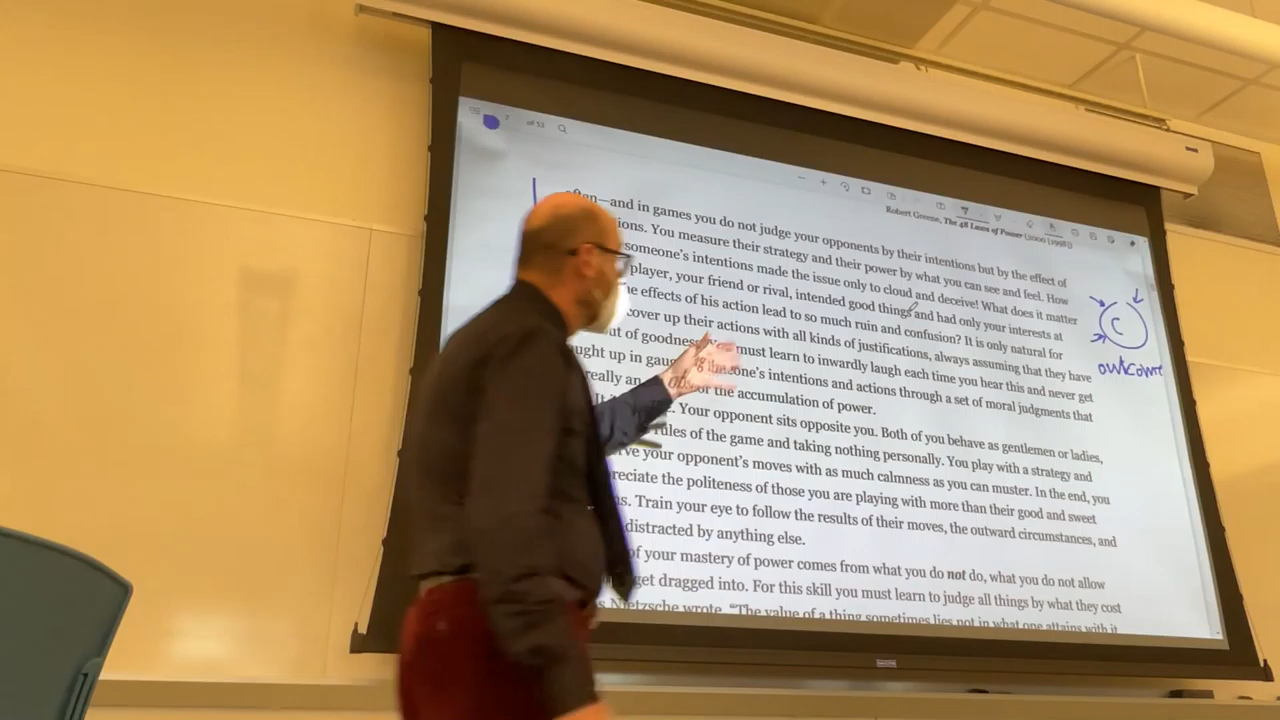 7 of 53
Robert Greene, The 48 Laws of Power (2000 [1998])
often—and in games you do not judge your opponents by their intentions but by the effect of
ions. You measure their strategy and their power by what you can see and feel. How
someone's intentions made the issue only to cloud and deceive! What does it matter
player, your friend or rival, intended good things and had only your interests at
e effects of his action lead to so much ruin and confusion? It is only natural for
cover up their actions with all kinds of justifications, always assuming that they have
ut of goodness. must learn to inwardly laugh each time you hear this and never get
ught up in gau one's intentions and actions through a set of moral judgments that
really an the accumulation of power.
Your opponent sits opposite you. Both of you behave as gentlemen or ladies,
rules of the game and taking nothing personally. You play with a strategy and
rve your opponent's moves with as much calmness as you can muster. In the end, you
reciate the politeness of those you are playing with more than their good and sweet
ns. Train your eye to follow the results of their moves, the outward circumstances, and
distracted by anything else.
of your mastery of power comes from what you do not do, what you do not allow
get dragged into. For this skill you must learn to judge all things by what they cost
s Nietzsche wrote, "The value of a thing sometimes lies not in what one attains with it
C
outcome